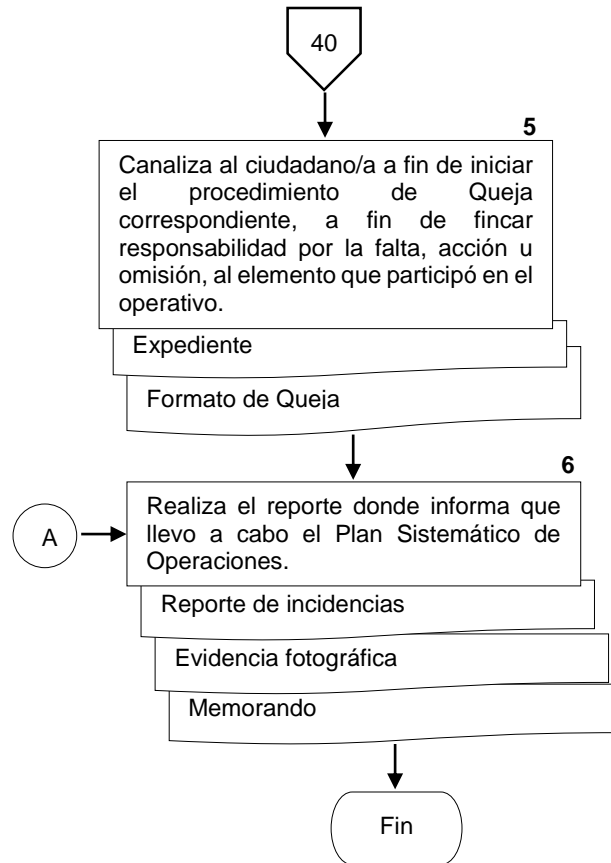 40
5
Canaliza al ciudadano/a a fin de iniciar
el procedimiento de Queja
correspondiente, a fin de fincar
responsabilidad por la falta, acción u
omisión, al elemento que participó en el
operativo.
Expediente
Formato de Queja
6
A
Realiza el reporte donde informa que
llevo a cabo el Plan Sistemático de
Operaciones.
Reporte de incidencias
Evidencia fotográfica
Memorando
Fin